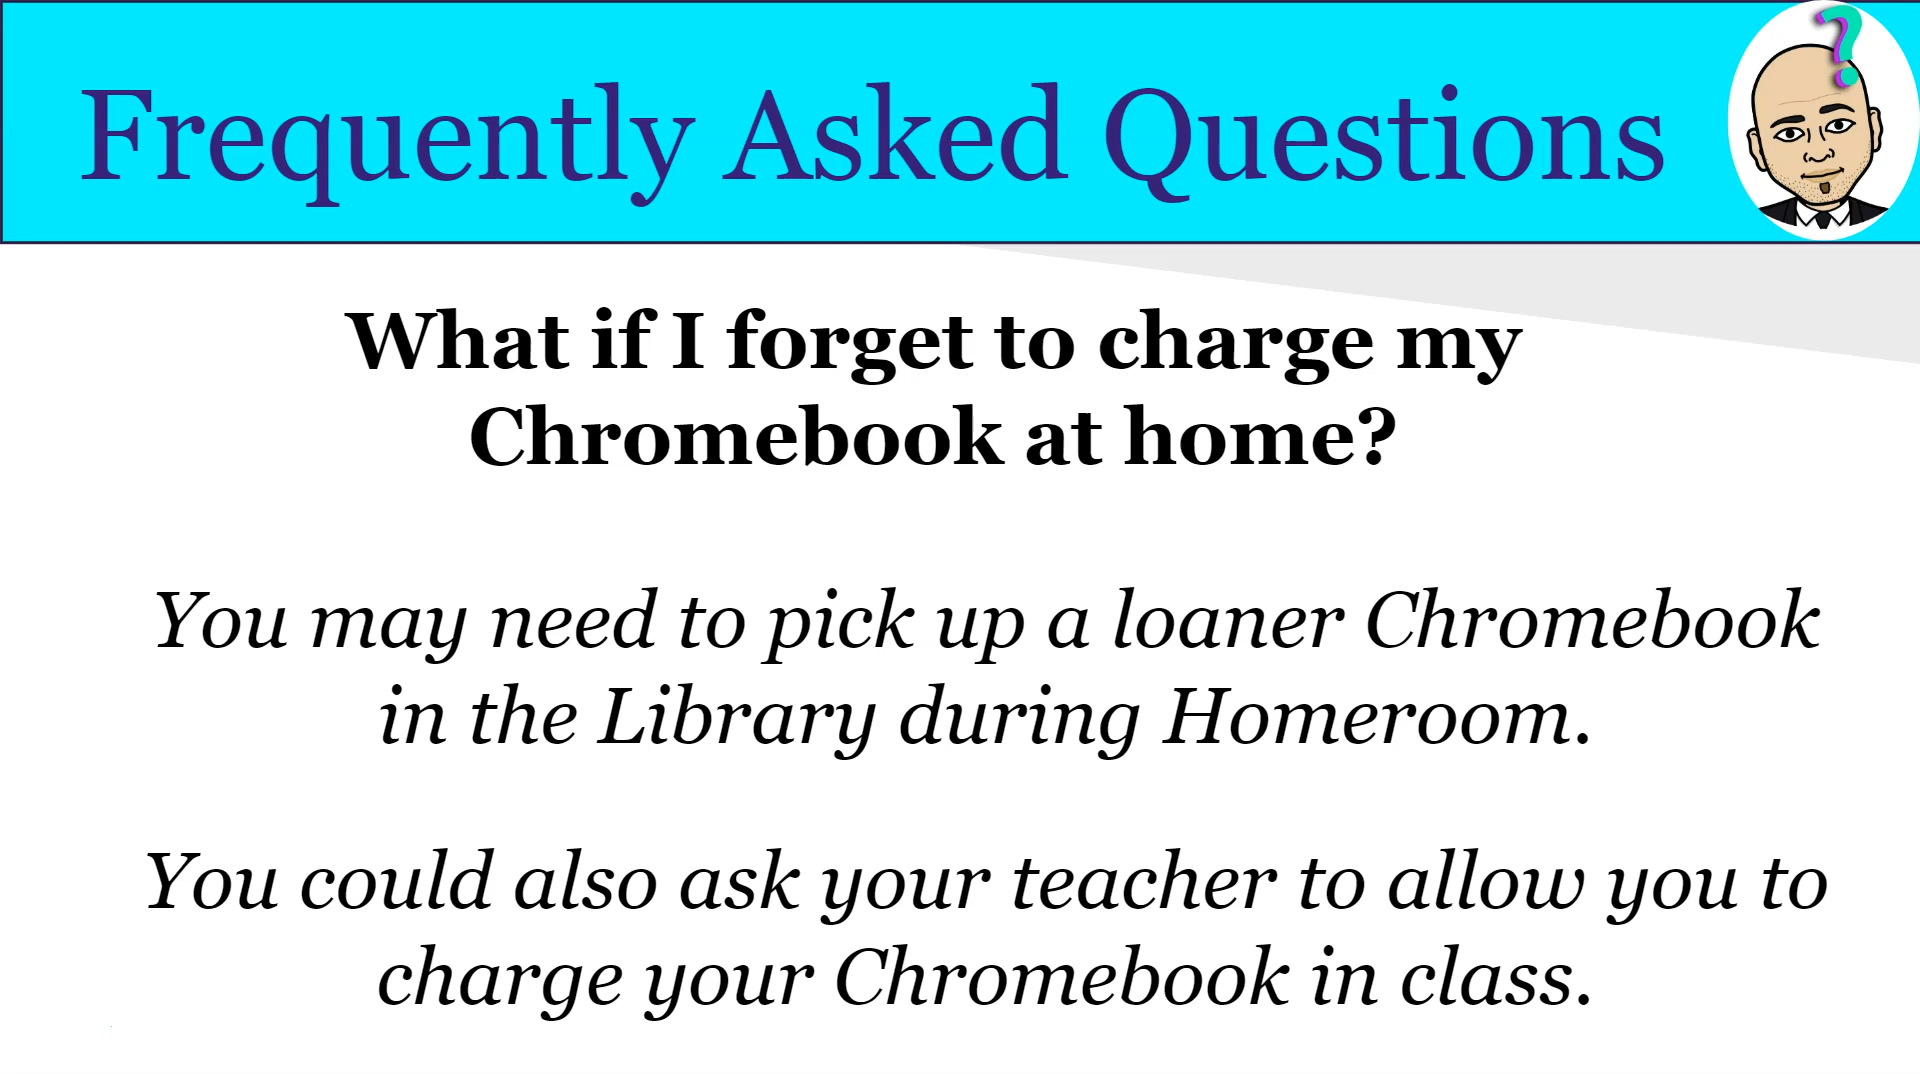 Frequently Asked Questions
?
What if I forget to charge my
Chromebook at home?
You may need to pick up a loaner Chromebook
in the Library during Homeroom.
You could also ask your teacher to allow you to
charge your Chromebook in class.